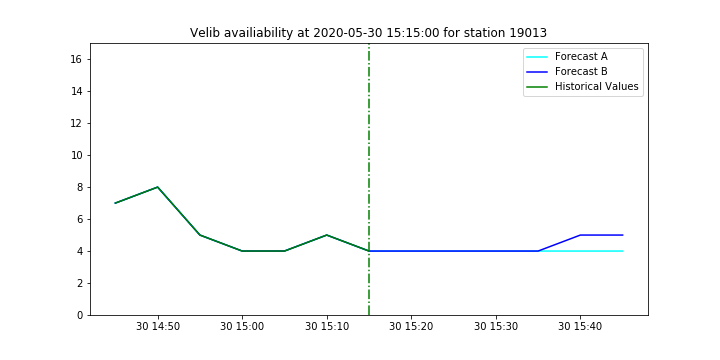 Velib availiability at 2020-05-30 15:15:00 for station 19013
Forecast A
Forecast B
Historical Values
16
14
12
10
8
6
4
2
0
30 14:50 30 15:00 30 15:10 30 15:20 30 15:30 30 15:40